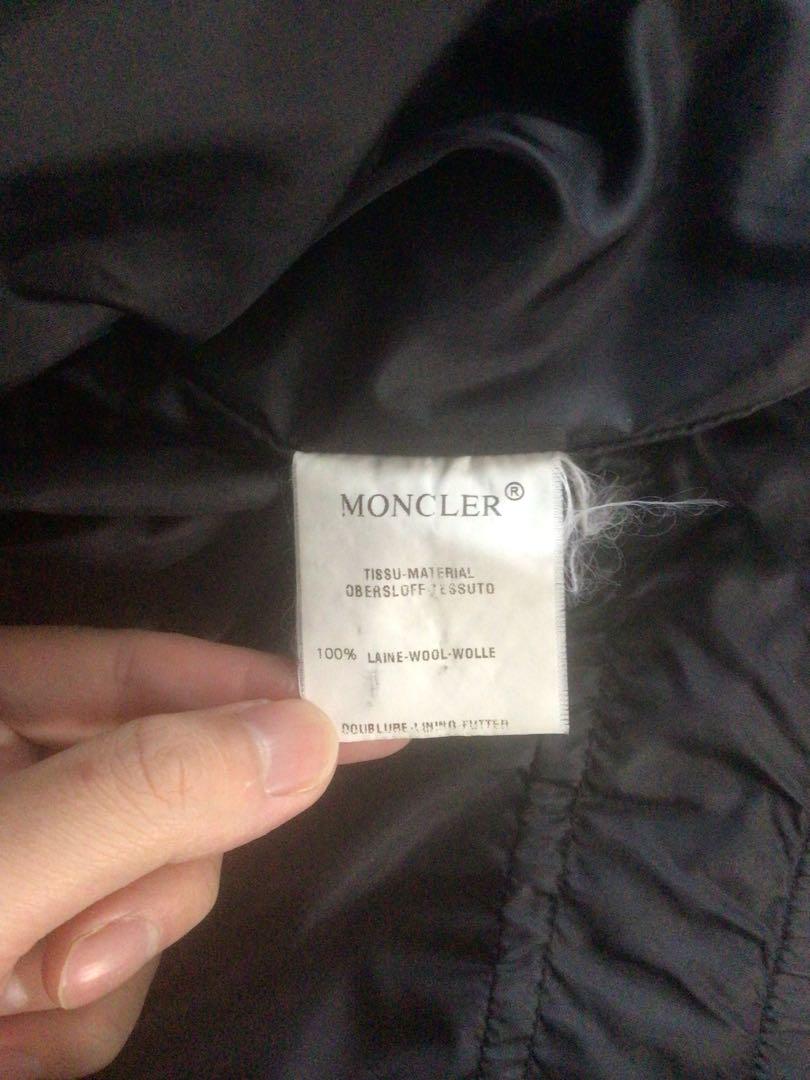 MONCLER®
TISSU-MATERIAL
OBERSLOFF-TESSUTO
100% LAINE-WOOL-WOLLE
DOUBLURE-LINING-FUTTER